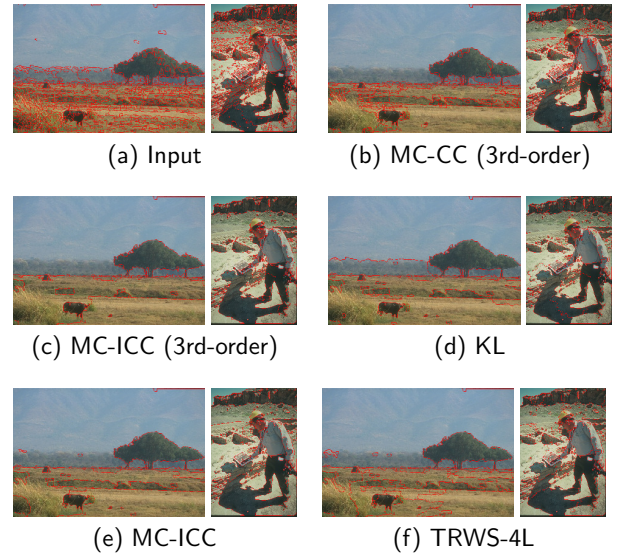 (a) Input
(b) MC-CC (3rd-order)
(c) MC-ICC (3rd-order)
(d) KL
(e) MC-ICC
(f) TRWS-4L